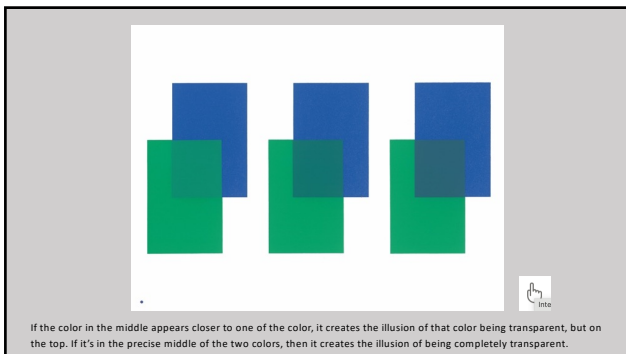 Inte
If the color in the middle appears closer to one of the color, it creates the illusion of that color being transparent, but on
the top. If it's in the precise middle of the two colors, then it creates the illusion of being completely transparent.